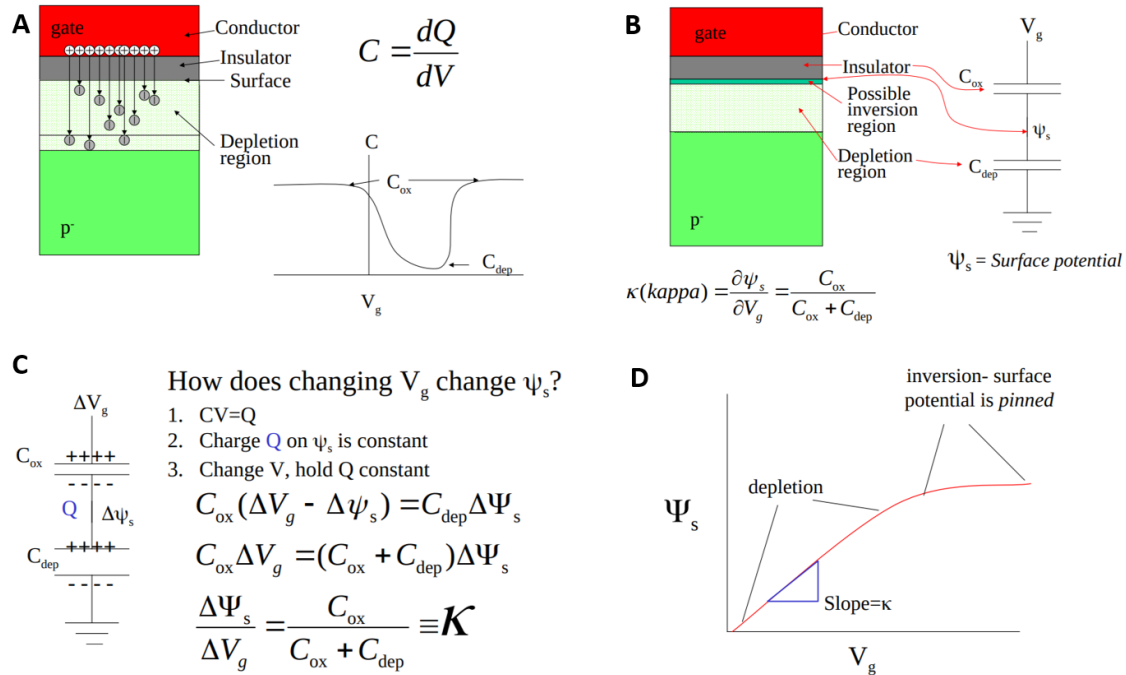 A
gate
Conductor
Insulator
Surface
Depletion
region
p-
C = dQ/dV
C
Cox
Cdep
Vg
B
gate
Conductor
Insulator
Possible
inversion
region
Depletion
region
Vg
Cox
ψs
Cdep
ψs = Surface potential
κ(kappa) = ∂ψs/∂Vg = Cox/(Cox + Cdep)
C
ΔVg
Cox
++++
----
Q
Δψs
++++
Cdep
----
How does changing Vg change ψs?
1. CV=Q
2. Charge Q on ψs is constant
3. Change V, hold Q constant
Cox(ΔVg - Δψs) = CdepΔΨs
CoxΔVg = (Cox + Cdep)ΔΨs
ΔΨs/ΔVg = Cox/(Cox + Cdep) ≡ K
D
inversion- surface
potential is pinned
depletion
Ψs
Slope=κ
Vg